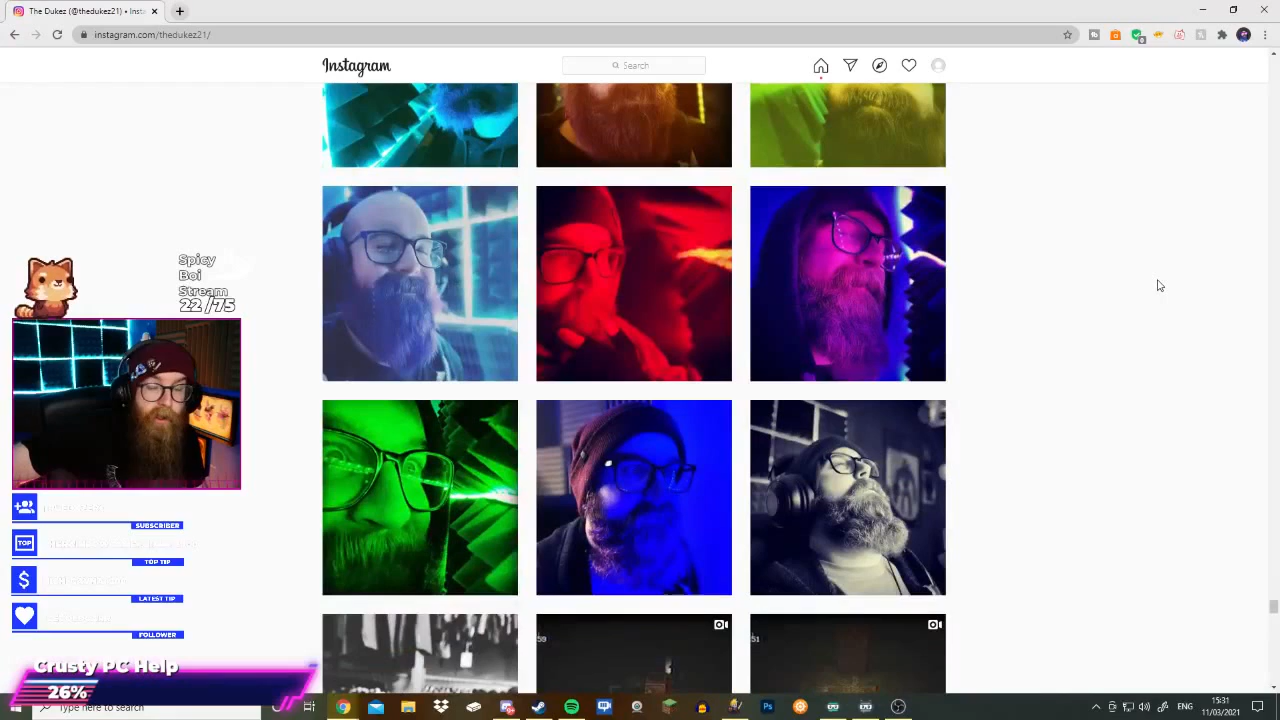 The Dukez (@thedukez21) • Inst
instagram.com/thedukez21/
Instagram
Search
Spicy
Boi
Stream
22 /75
SUBSCRIBER
TOP
TOP TIP
$
LATEST TIP
FOLLOWER
Crusty PC Help
26%
Type here to search
ENG
15:31
11/03/2021